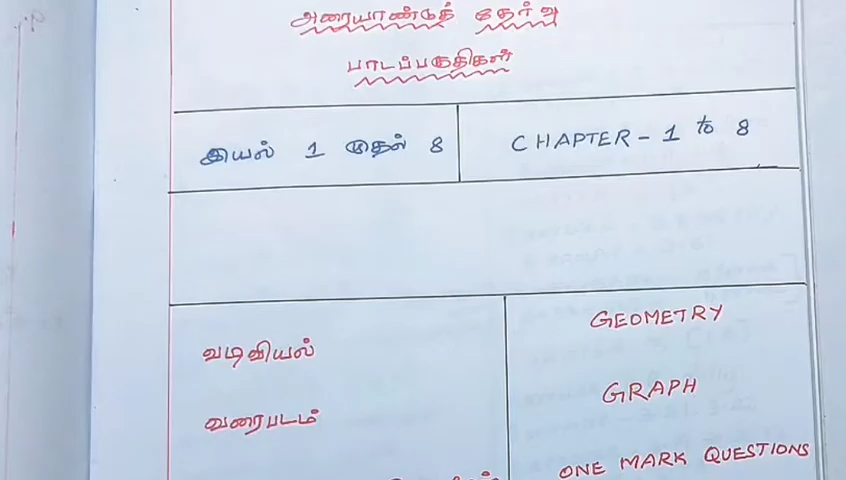 அரையாண்டுத் தேர்வு
பாடப்பகுதிகள்
இயல் 1 முதல் 8 CHAPTER - 1 to 8
வடிவியல் GEOMETRY
வரைபடம் GRAPH
ONE MARK QUESTIONS